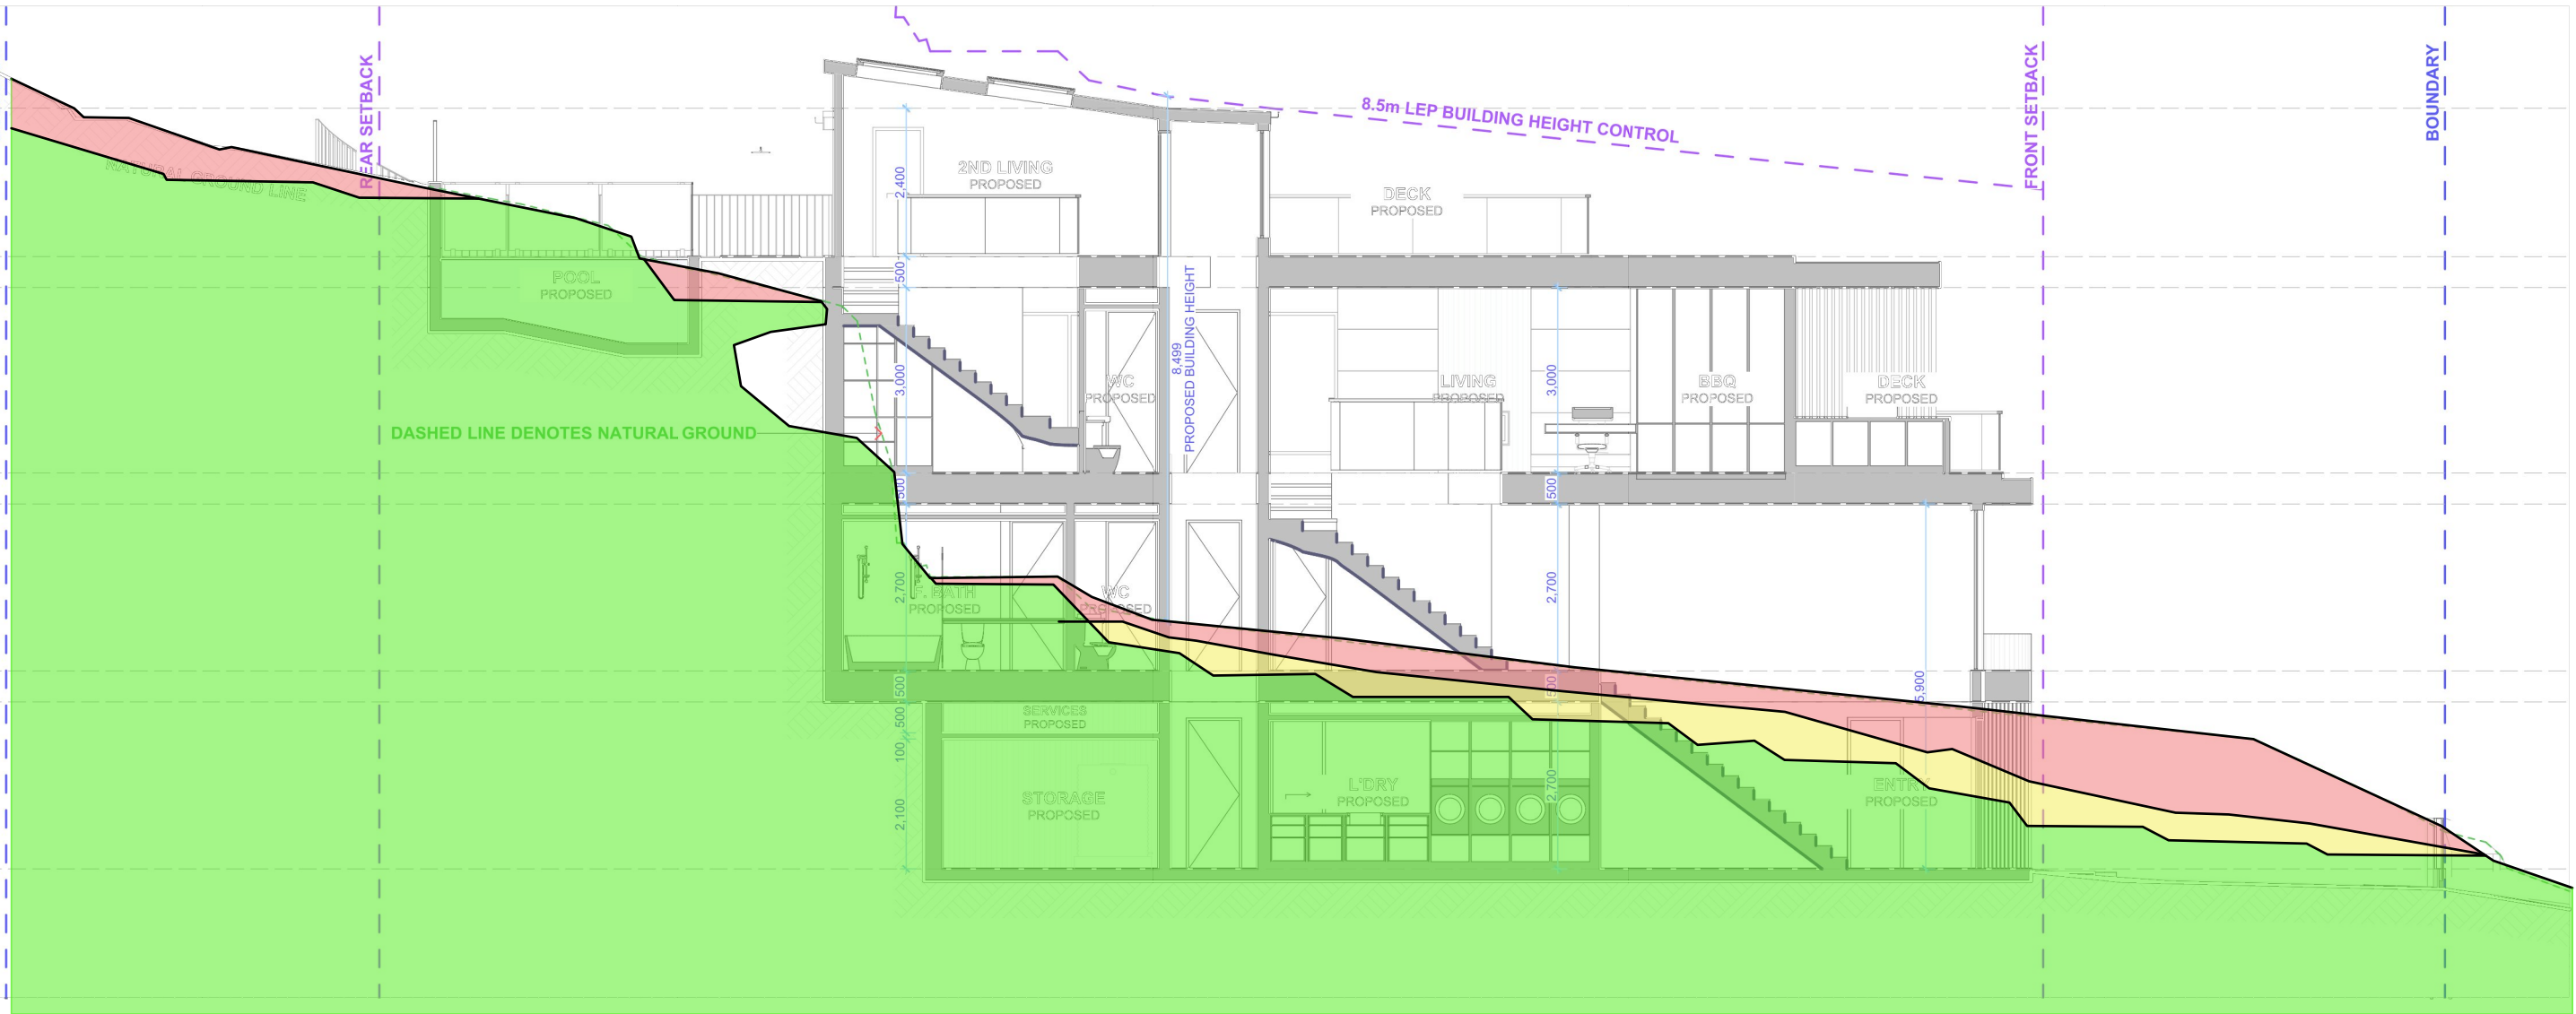 REAR SETBACK
8.5m LEP BUILDING HEIGHT CONTROL
FRONT SETBACK
BOUNDARY
NATURAL GROUND LINE
2ND LIVING
PROPOSED
2,400
DECK
PROPOSED
POOL
PROPOSED
500
8,499
PROPOSED BUILDING HEIGHT
3,000
WC
PROPOSED
LIVING
PROPOSED
3,000
BBQ
PROPOSED
DECK
PROPOSED
DASHED LINE DENOTES NATURAL GROUND
500
500
2,700
F. BATH
PROPOSED
WC
PROPOSED
2,700
5,900
500
500
SERVICES
PROPOSED
500
100
STORAGE
PROPOSED
2,100
L'DRY
PROPOSED
2,700
ENTRY
PROPOSED